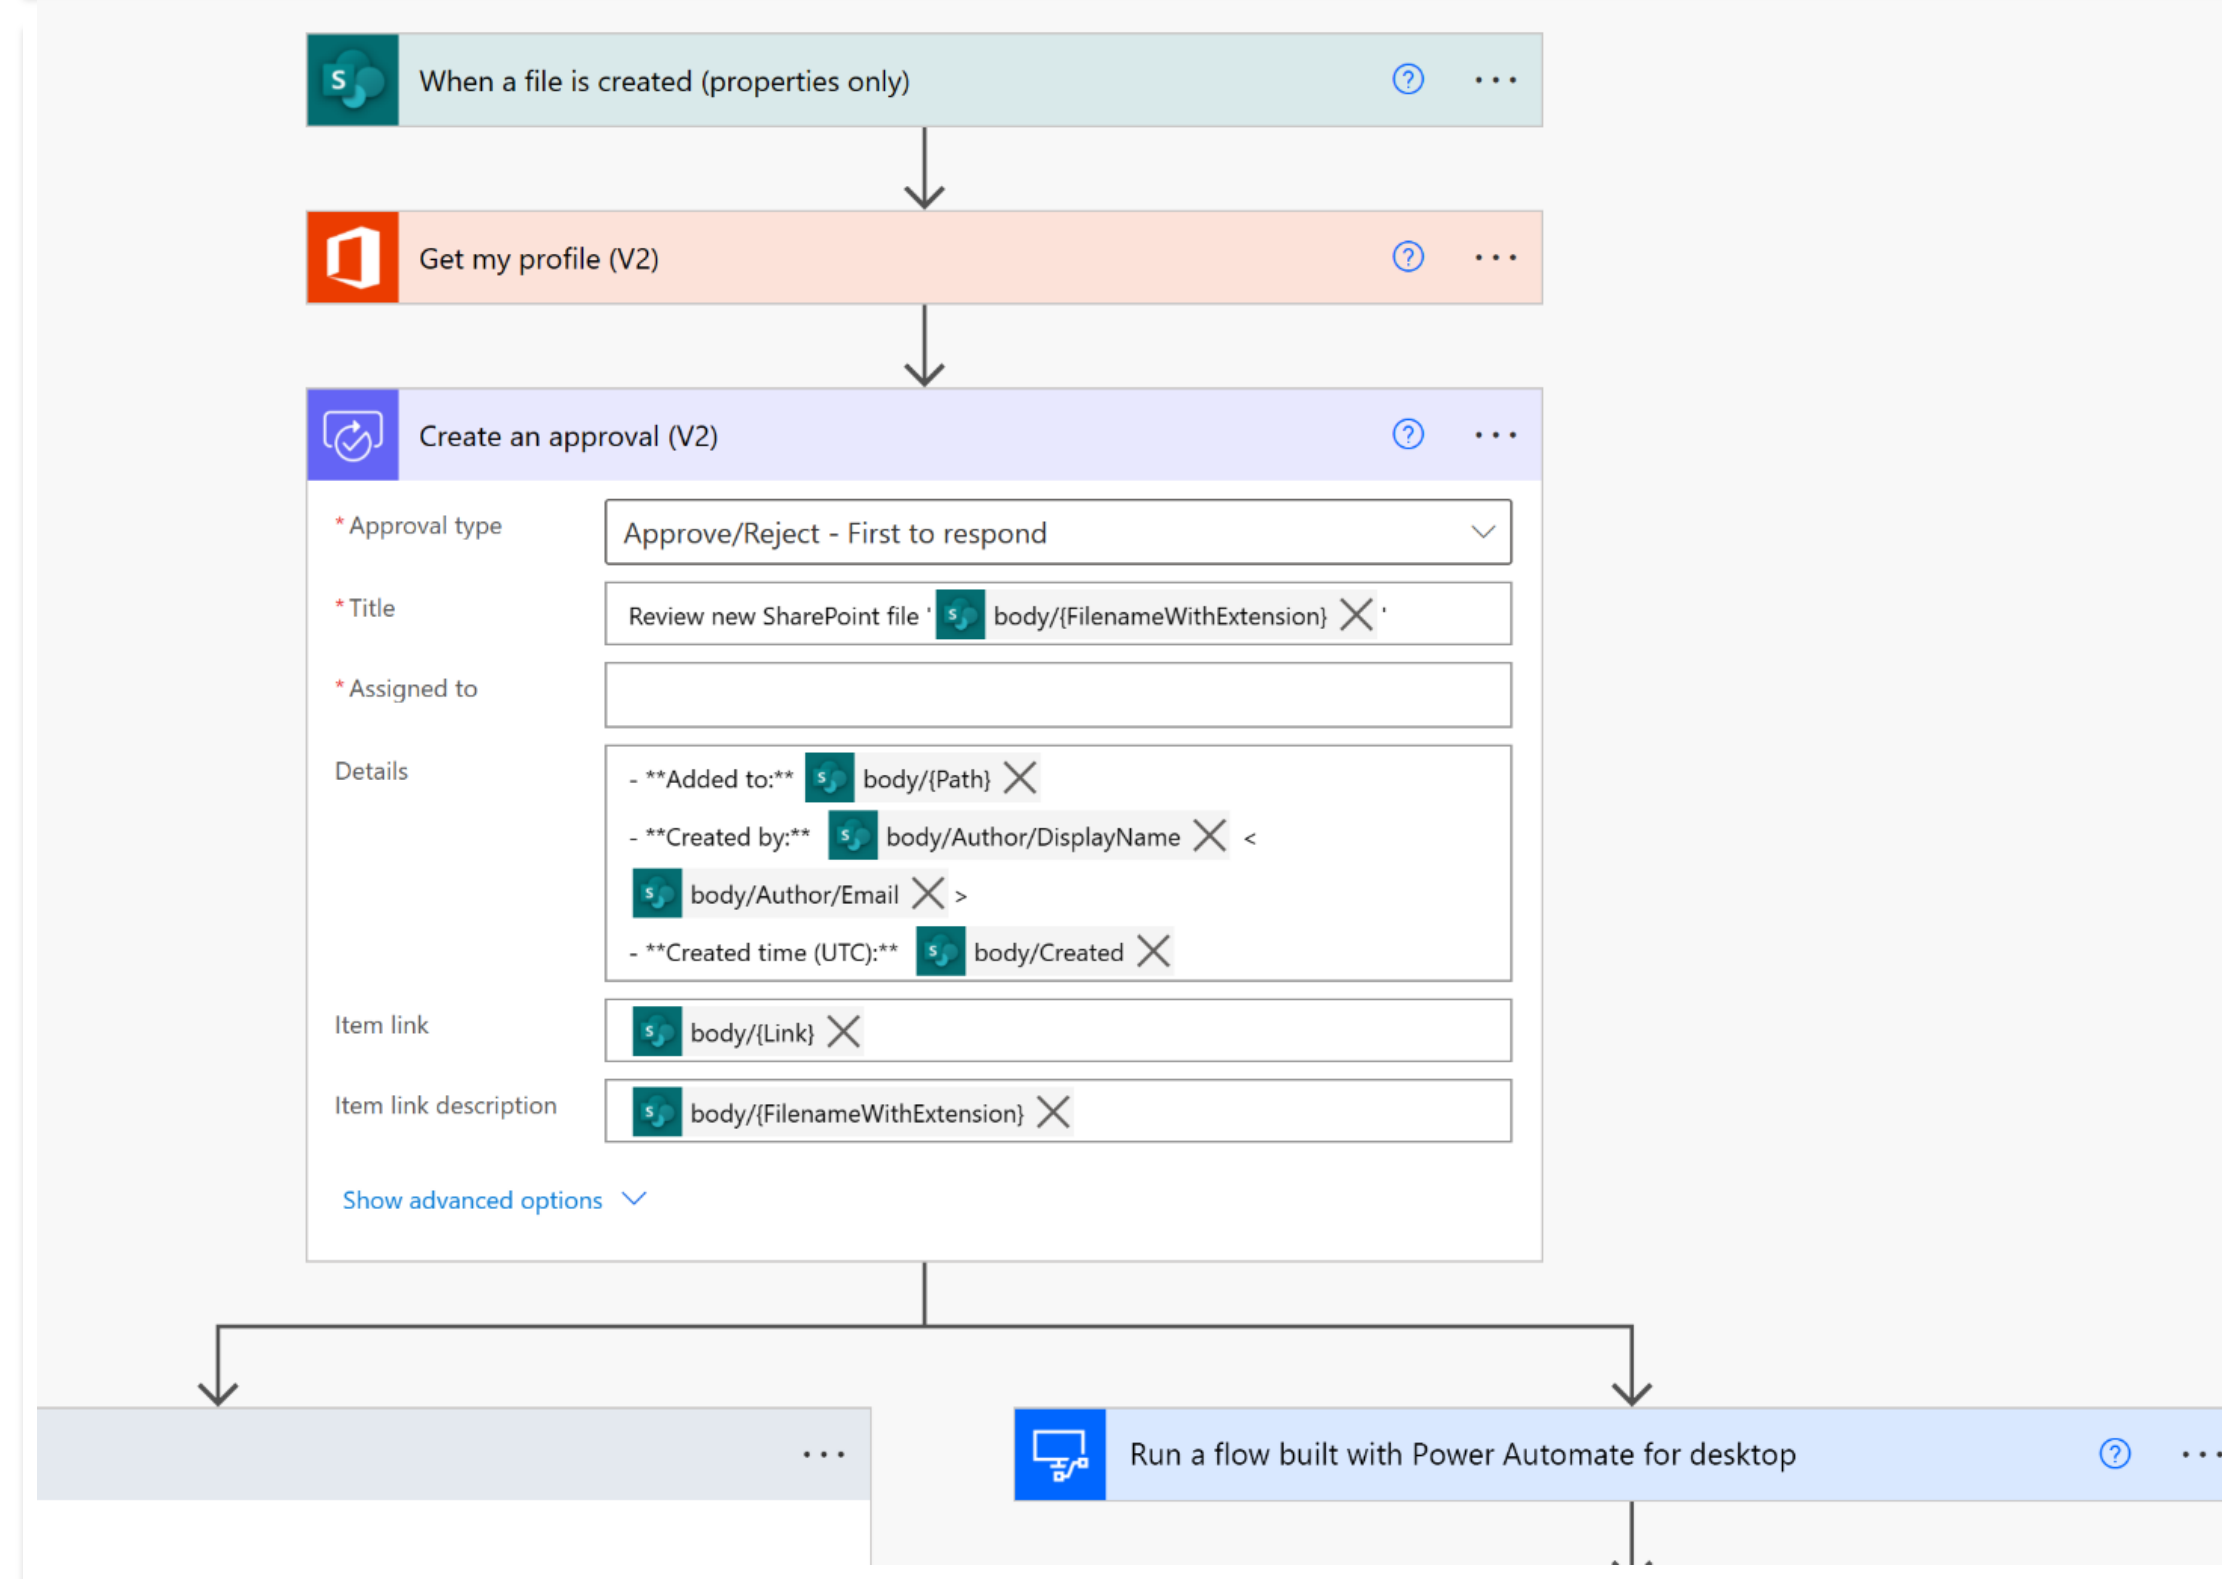 When a file is created (properties only)
Get my profile (V2)
Create an approval (V2)
* Approval type
Approve/Reject - First to respond
* Title
Review new SharePoint file ' body/{FilenameWithExtension} '
* Assigned to
Details
- **Added to:** body/{Path}
- **Created by:** body/Author/DisplayName <
body/Author/Email >
- **Created time (UTC):** body/Created
Item link
body/{Link}
Item link description
body/{FilenameWithExtension}
Show advanced options
Run a flow built with Power Automate for desktop